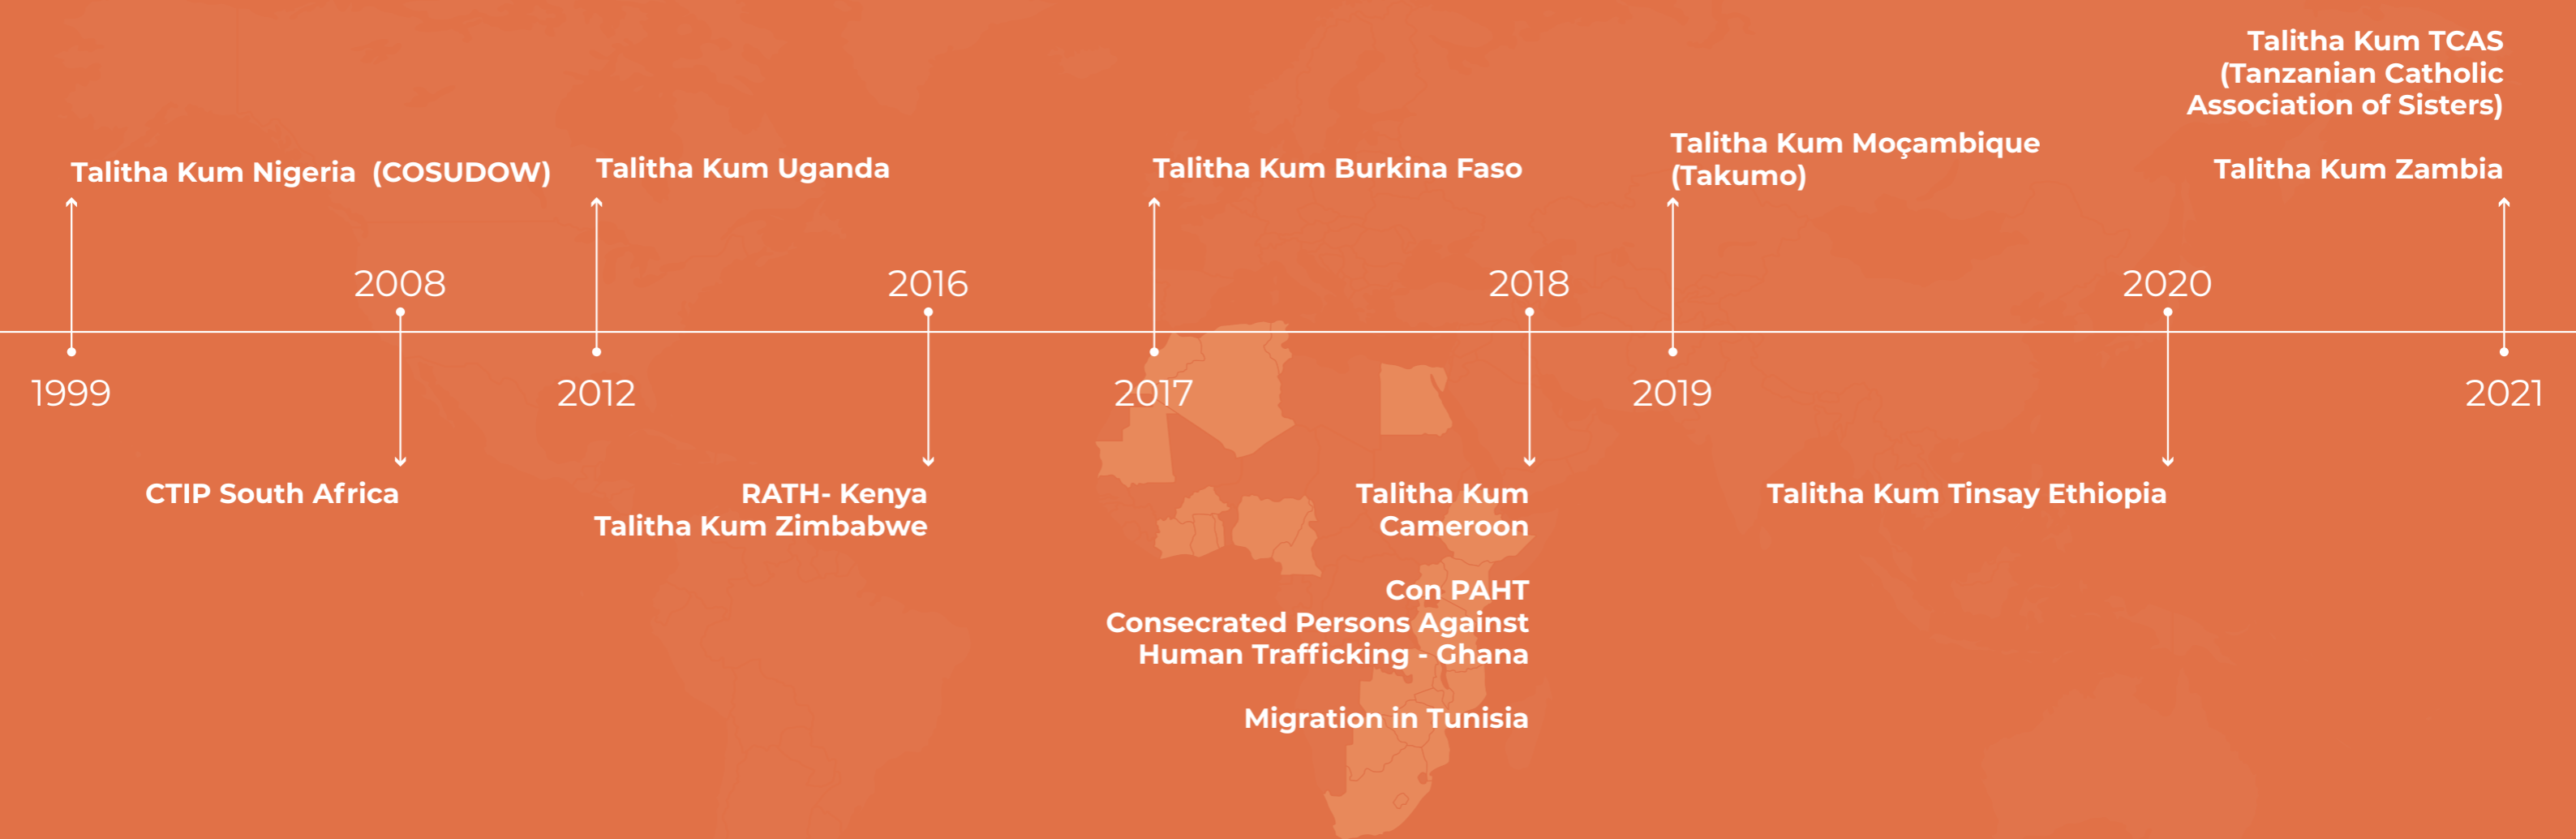 1999
Talitha Kum Nigeria (COSUDOW)
2008
CTIP South Africa
2012
Talitha Kum Uganda
2016
RATH- Kenya
Talitha Kum Zimbabwe
2017
Talitha Kum Burkina Faso
2018
Talitha Kum
Cameroon
Con PAHT
Consecrated Persons Against
Human Trafficking - Ghana
Migration in Tunisia
2019
Talitha Kum Moçambique
(Takumo)
2020
Talitha Kum Tinsay Ethiopia
2021
Talitha Kum TCAS
(Tanzanian Catholic
Association of Sisters)
Talitha Kum Zambia